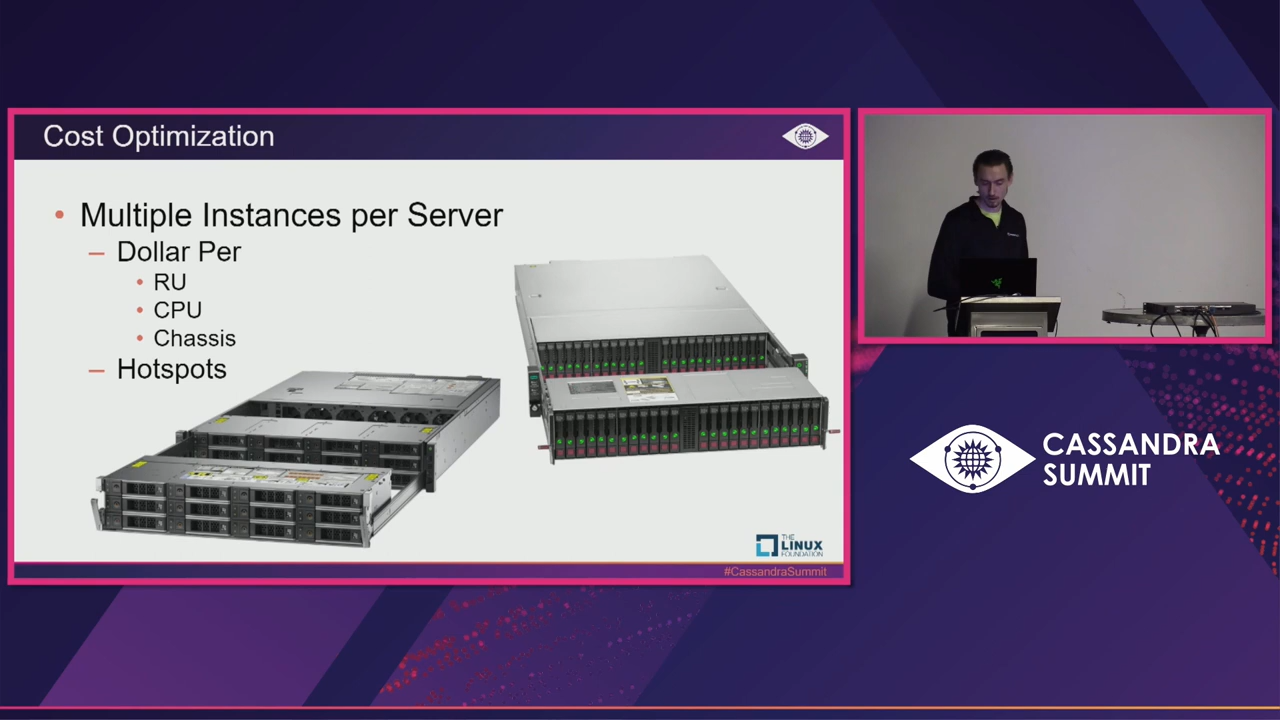 Cost Optimization
• Multiple Instances per Server
– Dollar Per
• RU
• CPU
• Chassis
– Hotspots
THE
LINUX
FOUNDATION
#CassandraSummit
CASSANDRA
SUMMIT